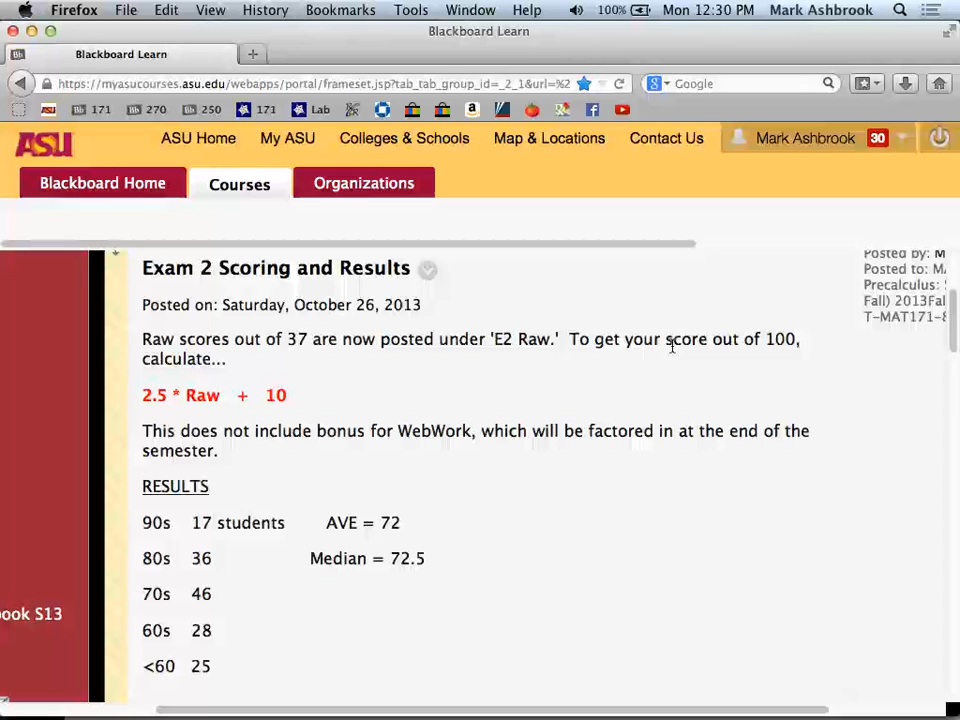 Firefox File Edit View History Bookmarks Tools Window Help 100% Mon 12:30 PM Mark Ashbrook
Blackboard Learn
Bb Blackboard Learn +
https://myasucourses.asu.edu/webapps/portal/frameset.jsp?tab_tab_group_id=_2_1&url=%2 Google
Bb 171 Bb 270 Bb 250 171 Lab
ASU ASU Home My ASU Colleges & Schools Map & Locations Contact Us Mark Ashbrook 30
Blackboard Home Courses Organizations
Posted by: M
Exam 2 Scoring and Results
Posted to: MA
Precalculus:
Fall) 2013Fal
T-MAT171-8
Posted on: Saturday, October 26, 2013
Raw scores out of 37 are now posted under 'E2 Raw.' To get your score out of 100,
calculate...
2.5 * Raw + 10
This does not include bonus for WebWork, which will be factored in at the end of the
semester.
RESULTS
90s 17 students AVE = 72
80s 36 Median = 72.5
70s 46
ook S13
60s 28
<60 25